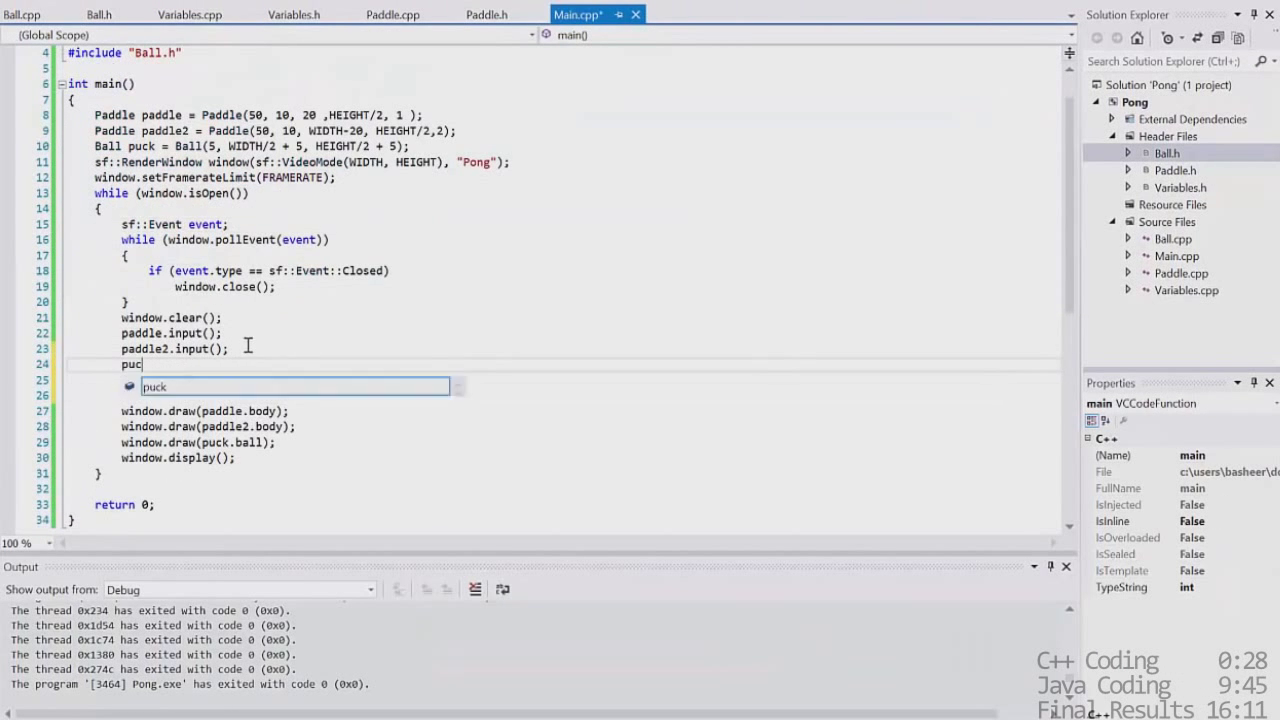 Ball.cpp Ball.h Variables.cpp Variables.h Paddle.cpp Paddle.h Main.cpp*
(Global Scope) main()
4 #include "Ball.h"
5
6 int main()
7 {
8 Paddle paddle = Paddle(50, 10, 20 ,HEIGHT/2, 1 );
9 Paddle paddle2 = Paddle(50, 10, WIDTH-20, HEIGHT/2,2);
10 Ball puck = Ball(5, WIDTH/2 + 5, HEIGHT/2 + 5);
11 sf::RenderWindow window(sf::VideoMode(WIDTH, HEIGHT), "Pong");
12 window.setFramerateLimit(FRAMERATE);
13 while (window.isOpen())
14 {
15 sf::Event event;
16 while (window.pollEvent(event))
17 {
18 if (event.type == sf::Event::Closed)
19 window.close();
20 }
21 window.clear();
22 paddle.input();
23 paddle2.input();
24 puc
25 puck
26
27 window.draw(paddle.body);
28 window.draw(paddle2.body);
29 window.draw(puck.ball);
30 window.display();
31 }
32
33 return 0;
34 }
100 %
Output
Show output from: Debug
The thread 0x234 has exited with code 0 (0x0).
The thread 0x1d54 has exited with code 0 (0x0).
The thread 0x1c74 has exited with code 0 (0x0).
The thread 0x1380 has exited with code 0 (0x0).
The thread 0x274c has exited with code 0 (0x0).
The program '[3464] Pong.exe' has exited with code 0 (0x0).
Solution Explorer
Search Solution Explorer (Ctrl+;)
Solution 'Pong' (1 project)
Pong
External Dependencies
Header Files
Ball.h
Paddle.h
Variables.h
Resource Files
Source Files
Ball.cpp
Main.cpp
Paddle.cpp
Variables.cpp
Properties
main VCCodeFunction
C++
(Name) main
File c:\users\basheer\do
FullName main
IsInjected False
IsInline False
IsOverloaded False
IsSealed False
IsTemplate False
TypeString int
C++ Coding 0:28
Java Coding 9:45
Final Results 16:11
C++